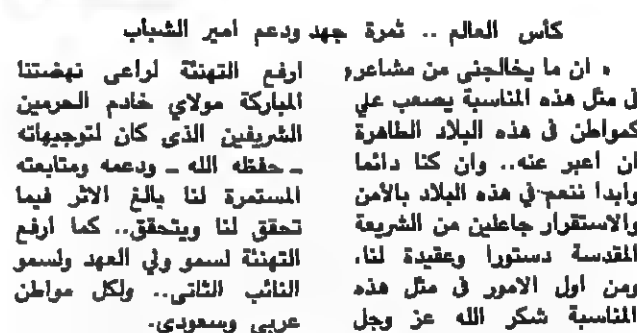 كأس العالم .. ثمرة جهد ودعم امير الشباب
• ان ما يخالجني من مشاعر و
في مثل هذه المناسبة يصعب علي
كمواطن في هذه البلاد الطاهرة
ان اعبر عنه.. وان كنا دائما
وابدا ننعم في هذه البلاد بالأمن
والاستقرار جاعلين من الشريعة
المقدسة دستورا وعقيدة لنا،
ومن اول الامور في مثل هذه
المناسبة شكر الله عز وجل
ارفع التهنئة لراعى نهضتنا
المباركة مولاي خادم الحرمين
الشريفين الذى كان لتوجيهاته
ـ حفظه الله ـ ودعمه ومتابعته
المستمرة لنا بالغ الاثر فيما
تحقق لنا ويتحقق.. كما ارفع
التهنئة لسمو ولي العهد ولسمو
النائب الثانى.. ولكل مواطن
عربي وسعودي.